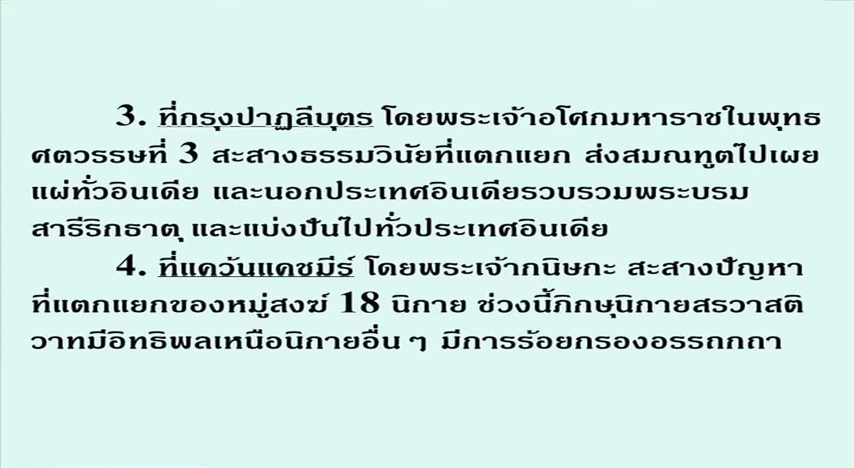 3. ที่กรุงปาฏลีบุตร โดยพระเจ้าอโศกมหาราชในพุทธ
ศตวรรษที่ 3 สะสางธรรมวินัยที่แตกแยก ส่งสมณทูตไปเผย
แผ่ทั่วอินเดีย และนอกประเทศอินเดียรวบรวมพระบรม
สารีริกธาตุ และแบ่งปันไปทั่วประเทศอินเดีย
4. ที่แคว้นแคชมีร์ โดยพระเจ้ากนิษกะ สะสางปัญหา
ที่แตกแยกของหมู่สงฆ์ 18 นิกาย ช่วงนี้ภิกษุนิกายสรวาสติ
วาทมีอิทธิพลเหนือนิกายอื่น ๆ มีการร้อยกรองอรรถกถา